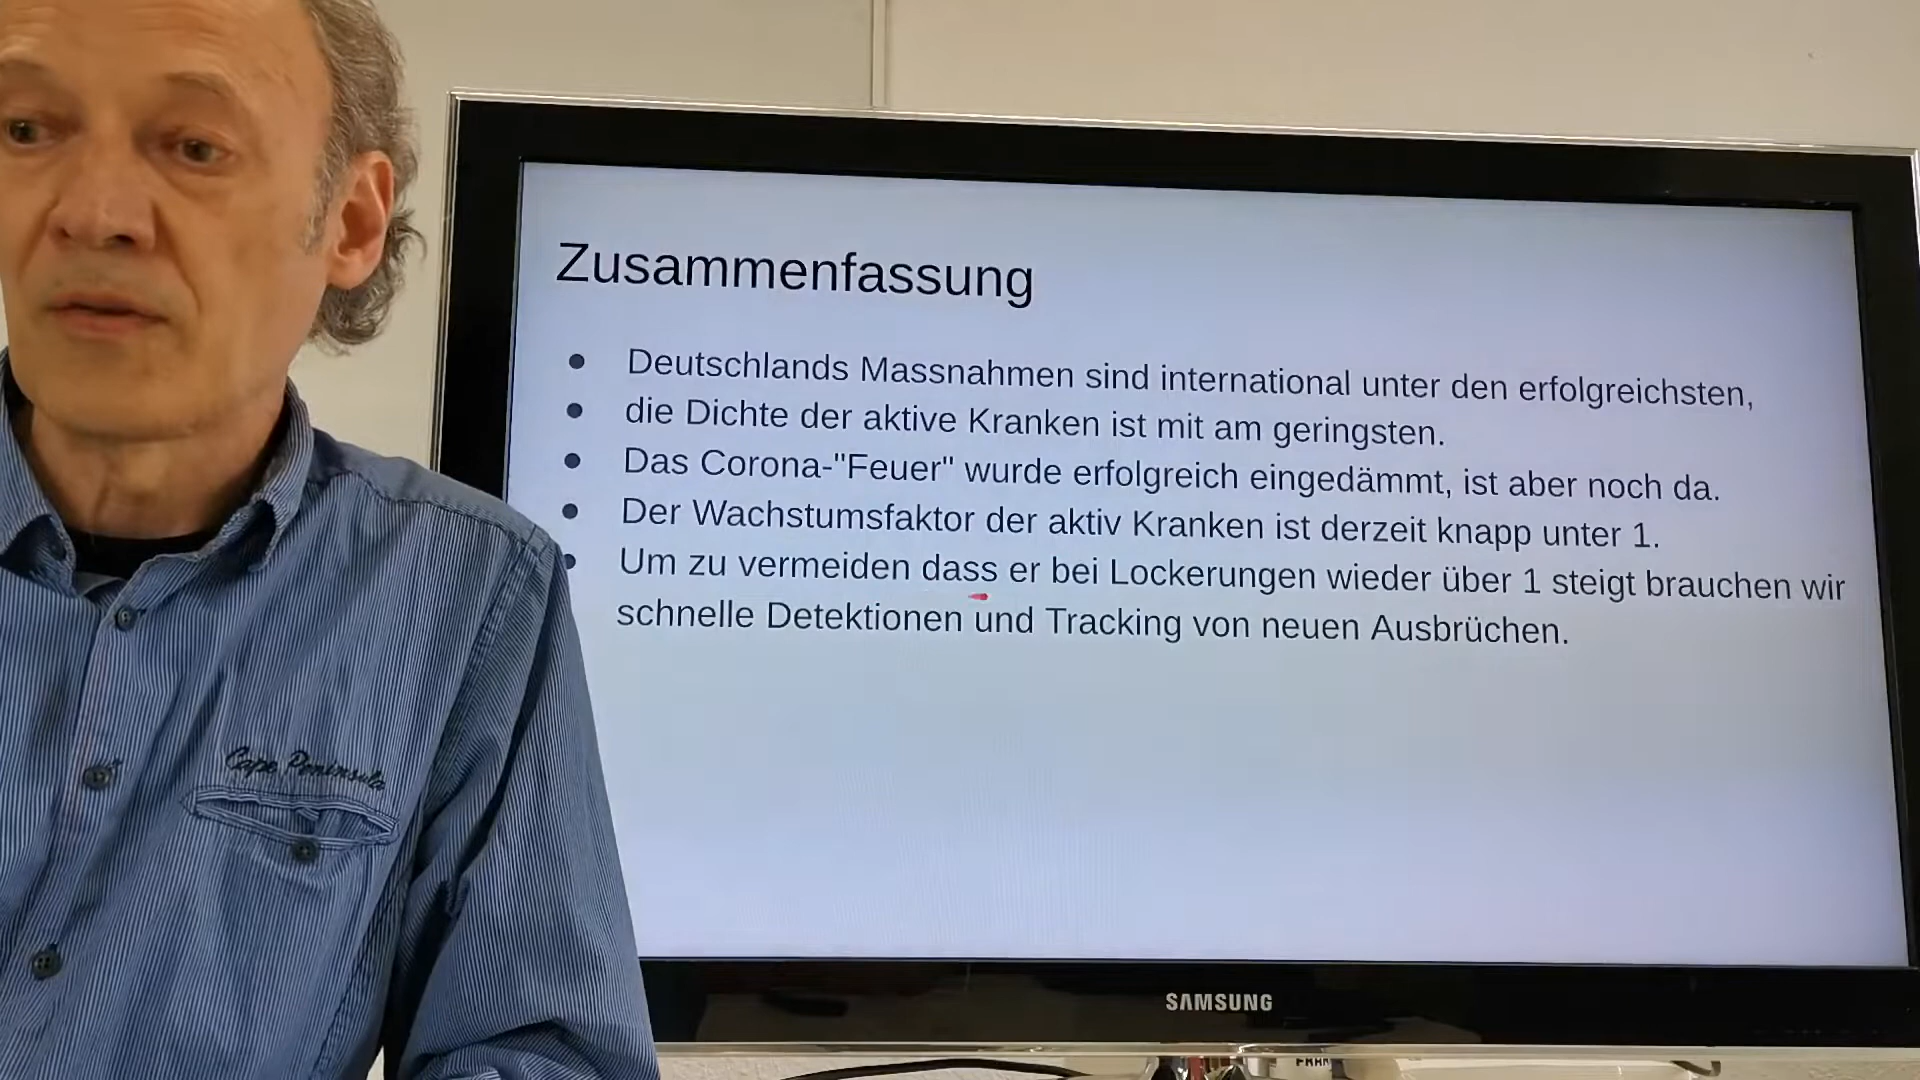 Zusammenfassung
● Deutschlands Massnahmen sind international unter den erfolgreichsten,
● die Dichte der aktive Kranken ist mit am geringsten.
● Das Corona-"Feuer" wurde erfolgreich eingedämmt, ist aber noch da.
● Der Wachstumsfaktor der aktiv Kranken ist derzeit knapp unter 1.
● Um zu vermeiden dass er bei Lockerungen wieder über 1 steigt brauchen wir
schnelle Detektionen und Tracking von neuen Ausbrüchen.
Cape Peninsula
SAMSUNG